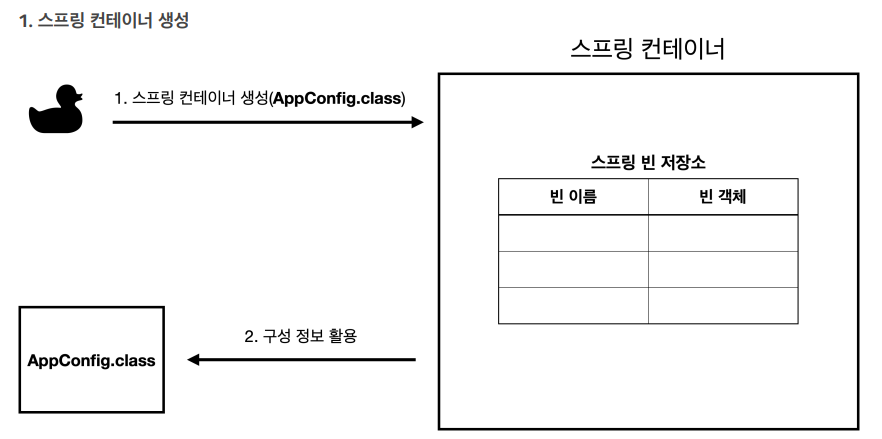 1. 스프링 컨테이너 생성
스프링 컨테이너
1. 스프링 컨테이너 생성(AppConfig.class)
스프링 빈 저장소
빈 이름 빈 객체
2. 구성 정보 활용
AppConfig.class